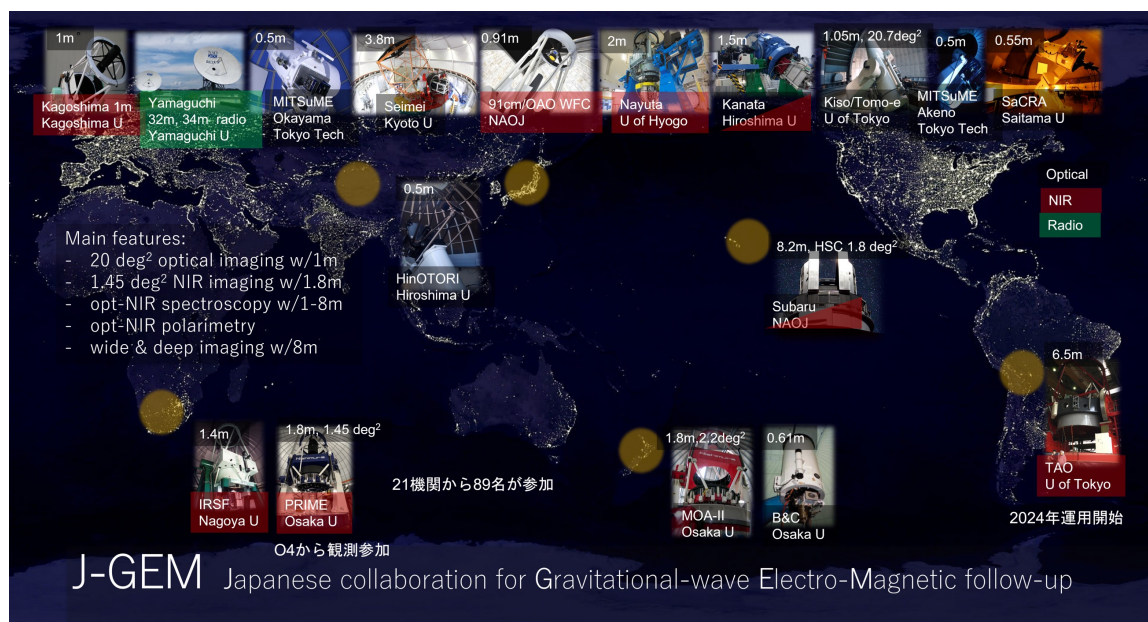 1m
Kagoshima 1m
Kagoshima U
Yamaguchi
32m, 34m radio
Yamaguchi U
0.5m
MITSuME
Okayama
Tokyo Tech
3.8m
Seimei
Kyoto U
0.91m
91cm/OAO WFC
NAOJ
2m
Nayuta
U of Hyogo
1.5m
Kanata
Hiroshima U
1.05m, 20.7deg²
Kiso/Tomo-e
U of Tokyo
0.5m
MITSuME
Akeno
Tokyo Tech
0.55m
SaCRA
Saitama U
Optical
NIR
Radio
0.5m
HinOTORI
Hiroshima U
Main features:
- 20 deg² optical imaging w/1m
- 1.45 deg² NIR imaging w/1.8m
- opt-NIR spectroscopy w/1-8m
- opt-NIR polarimetry
- wide & deep imaging w/8m
8.2m, HSC 1.8 deg²
Subaru
NAOJ
6.5m
TAO
U of Tokyo
2024年運用開始
1.4m
IRSF
Nagoya U
1.8m, 1.45 deg²
PRIME
Osaka U
O4から観測参加
21機関から89名が参加
1.8m,2.2deg²
MOA-II
Osaka U
0.61m
B&C
Osaka U
J-GEM Japanese collaboration for Gravitational-wave Electro-Magnetic follow-up